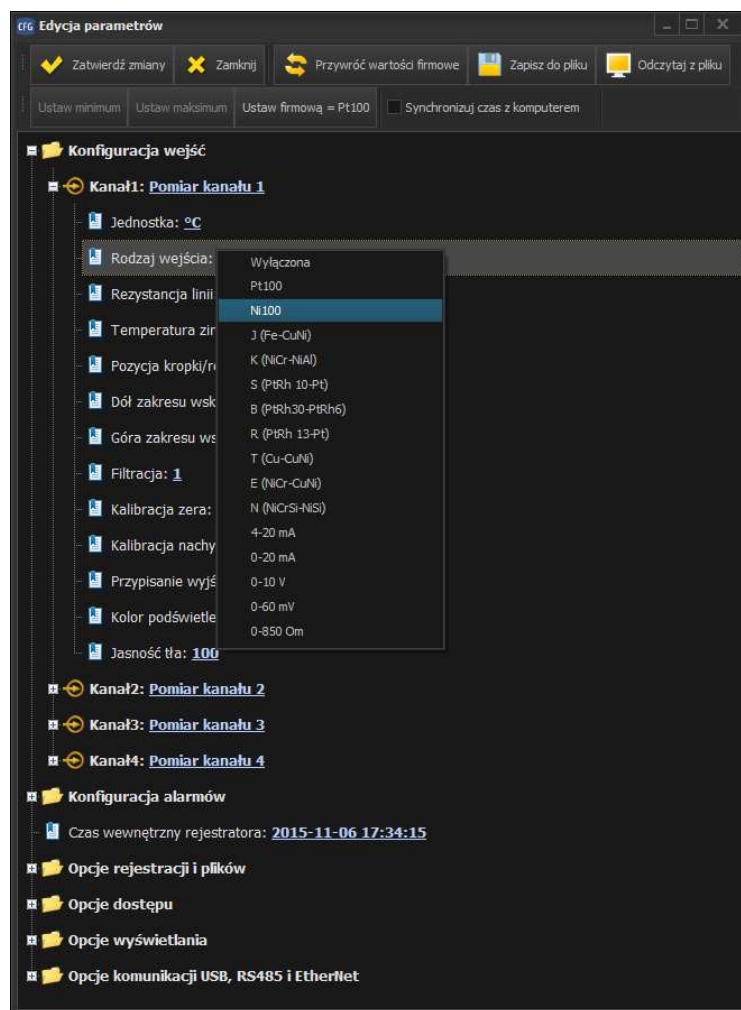 CFG Edycja parametrów
Zatwierdź zmiany Zamknij Przywróć wartości firmowe Zapisz do pliku Odczytaj z pliku
Ustaw minimum Ustaw maksimum Ustaw firmową = Pt100 Synchronizuj czas z komputerem
Konfiguracja wejść
Kanał1: Pomiar kanału 1
Jednostka: ºC
Rodzaj wejścia:
Rezystancja linii
Temperatura zir
Pozycja kropki/r
Dół zakresu wsk
Góra zakresu ws
Filtracja: 1
Kalibracja zera:
Kalibracja nachy
Przypisanie wyjś
Kolor podświetle
Jasność tła: 100
Wyłączona
Pt100
Ni100
J (Fe-CuNi)
K (NiCr-NiAl)
S (PtRh 10-Pt)
B (PtRh30-PtRh6)
R (PtRh 13-Pt)
T (Cu-CuNi)
E (NiCr-CuNi)
N (NiCrSi-NiSi)
4-20 mA
0-20 mA
0-10 V
0-60 mV
0-850 Om
Kanał2: Pomiar kanału 2
Kanał3: Pomiar kanału 3
Kanał4: Pomiar kanału 4
Konfiguracja alarmów
Czas wewnętrzny rejestratora: 2015-11-06 17:34:15
Opcje rejestracji i plików
Opcje dostępu
Opcje wyświetlania
Opcje komunikacji USB, RS485 i EtherNet